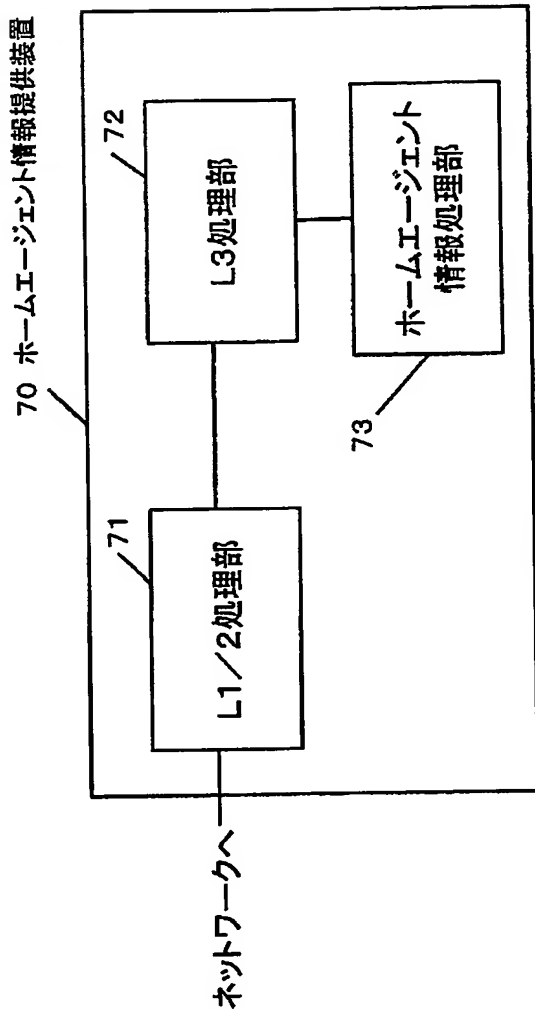 70 ホームエージェント情報提供装置
ネットワークへ
71
L1／2処理部
72
L3処理部
73
ホームエージェント
情報処理部